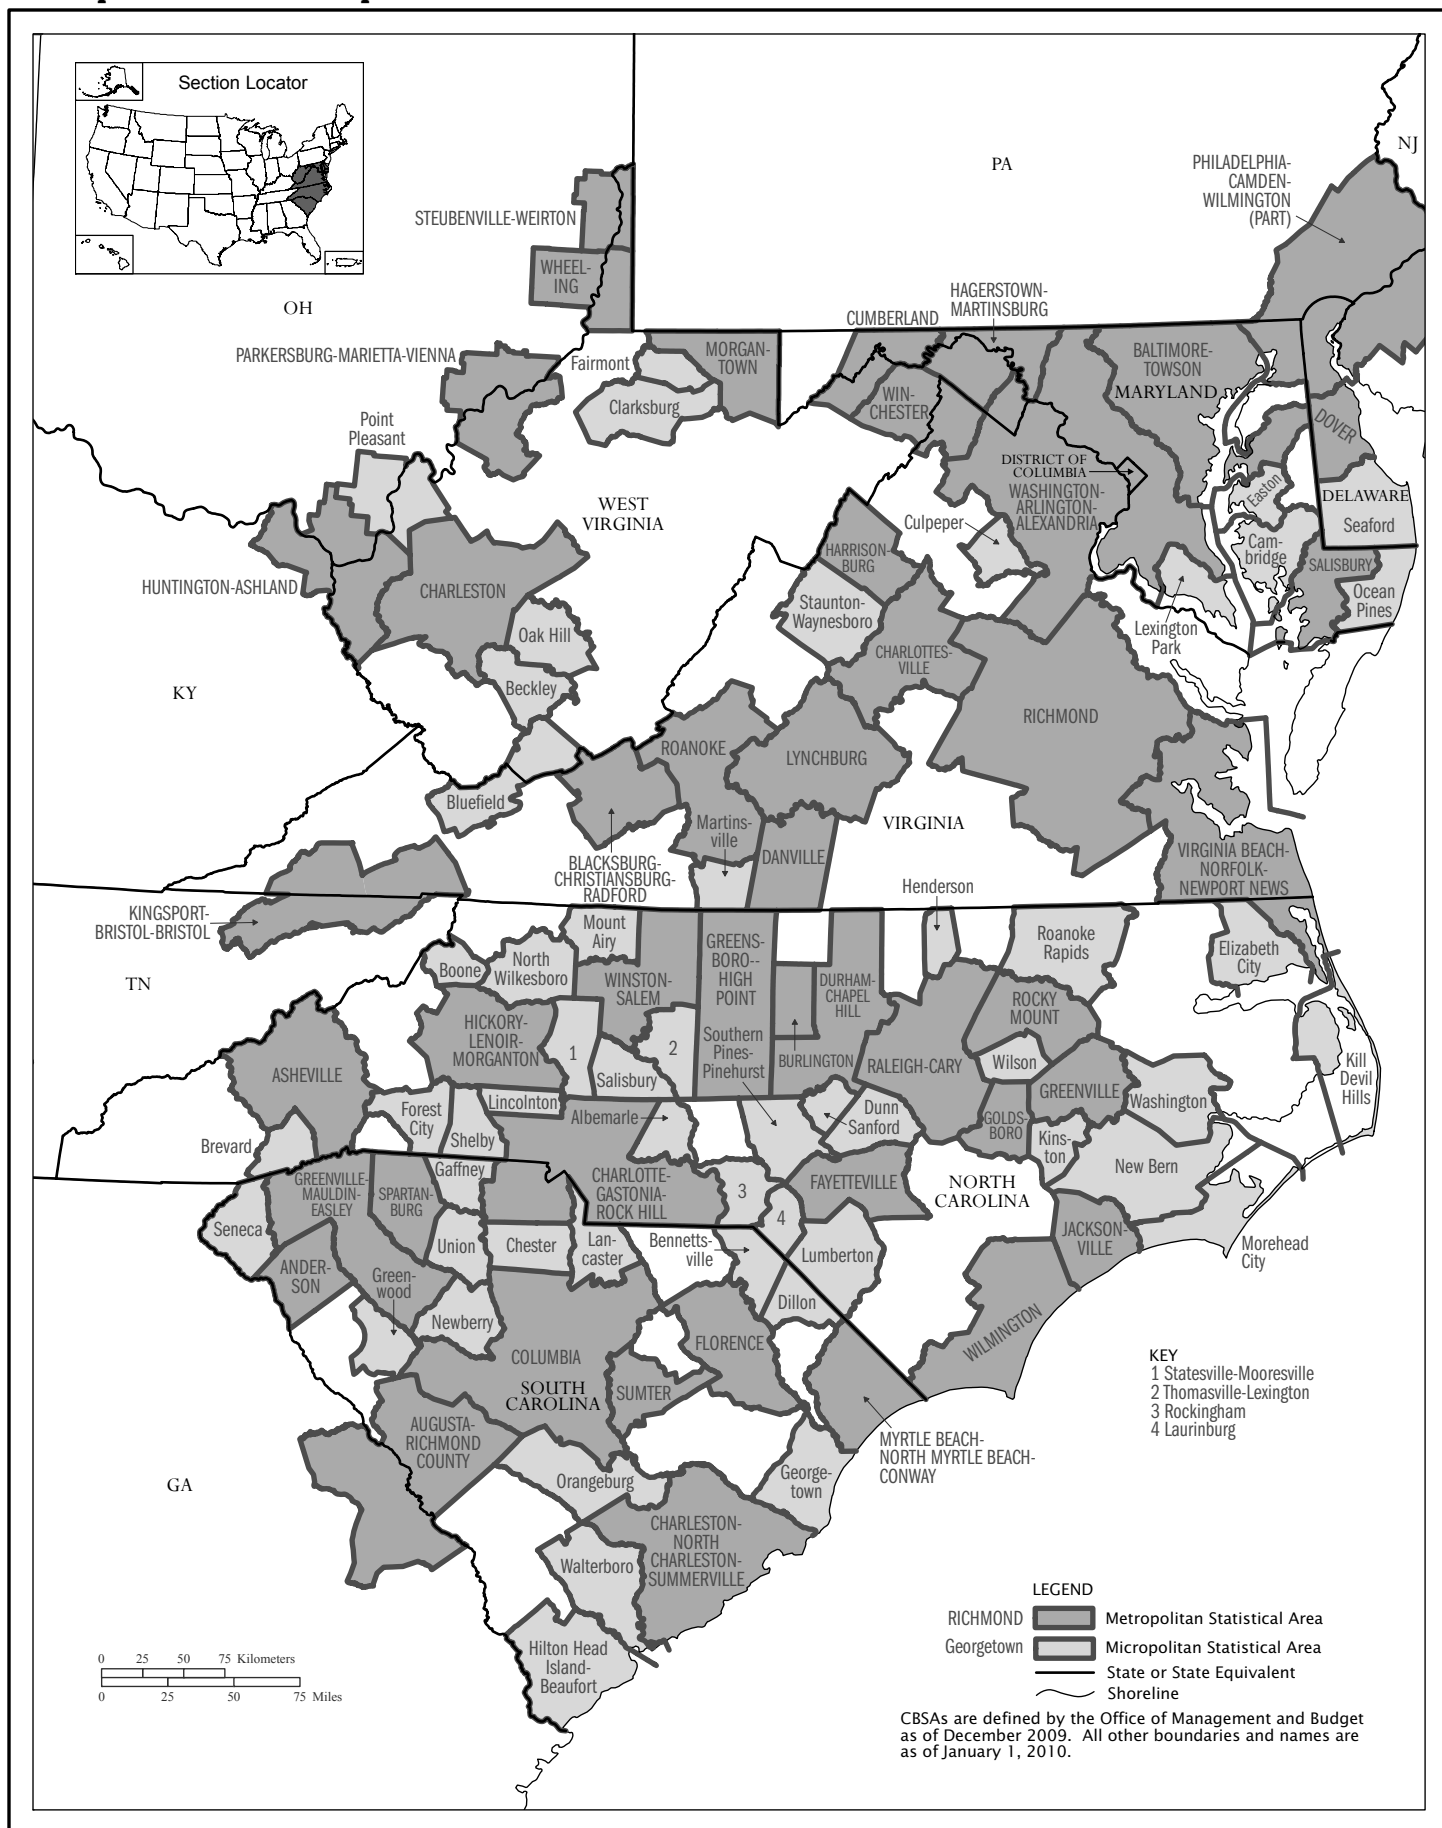 Section Locator
PA
NJ
PHILADELPHIA-
CAMDEN-
WILMINGTON
(PART)
STEUBENVILLE-WEIRTON
WHEEL-
ING
OH
HAGERSTOWN-
MARTINSBURG
CUMBERLAND
PARKERSBURG-MARIETTA-VIENNA
Fairmont
MORGAN-
TOWN
BALTIMORE-
TOWSON
MARYLAND
WIN-
CHESTER
Clarksburg
Point
Pleasant
DOVER
DISTRICT OF
COLUMBIA
WEST
VIRGINIA
WASHINGTON-
ARLINGTON-
ALEXANDRIA
Easton
DELAWARE
Seaford
Culpeper
Cam-
bridge
HARRISON-
BURG
SALISBURY
HUNTINGTON-ASHLAND
CHARLESTON
Staunton-
Waynesboro
Ocean
Pines
Oak Hill
Lexington
Park
CHARLOTTES-
VILLE
KY
Beckley
RICHMOND
ROANOKE
LYNCHBURG
Bluefield
Martins-
ville
VIRGINIA
DANVILLE
BLACKSBURG-
CHRISTIANSBURG-
RADFORD
VIRGINIA BEACH-
NORFOLK-
NEWPORT NEWS
Henderson
KINGSPORT-
BRISTOL-BRISTOL
Mount
Airy
GREENS-
BORO--
HIGH
POINT
Roanoke
Rapids
Elizabeth
City
TN
Boone
North
Wilkesboro
WINSTON-
SALEM
DURHAM-
CHAPEL
HILL
ROCKY
MOUNT
HICKORY-
LENOIR-
MORGANTON
1
2
Southern
Pines-
Pinehurst
BURLINGTON
RALEIGH-CARY
Wilson
Kill
Devil
Hills
ASHEVILLE
Salisbury
GREENVILLE
Washington
Forest
City
Lincolnton
Albemarle
Dunn
Sanford
GOLDS-
BORO
Brevard
Shelby
Kins-
ton
New Bern
Gaffney
GREENVILLE-
MAULDIN-
EASLEY
SPARTAN-
BURG
CHARLOTTE-
GASTONIA-
ROCK HILL
3
FAYETTEVILLE
NORTH
CAROLINA
4
Seneca
Union
Chester
Lan-
caster
Bennetts-
ville
Lumberton
JACKSON-
VILLE
Morehead
City
ANDER-
SON
Green-
wood
Dillon
Newberry
FLORENCE
WILMINGTON
COLUMBIA
SOUTH
CAROLINA
SUMTER
KEY
1 Statesville-Mooresville
2 Thomasville-Lexington
3 Rockingham
4 Laurinburg
AUGUSTA-
RICHMOND
COUNTY
MYRTLE BEACH-
NORTH MYRTLE BEACH-
CONWAY
GA
Orangeburg
George-
town
CHARLESTON-
NORTH
CHARLESTON-
SUMMERVILLE
Walterboro
Hilton Head
Island-
Beaufort
LEGEND
RICHMOND Metropolitan Statistical Area
Georgetown Micropolitan Statistical Area
State or State Equivalent
Shoreline
0 25 50 75 Kilometers
0 25 50 75 Miles
CBSAs are defined by the Office of Management and Budget
as of December 2009. All other boundaries and names are
as of January 1, 2010.